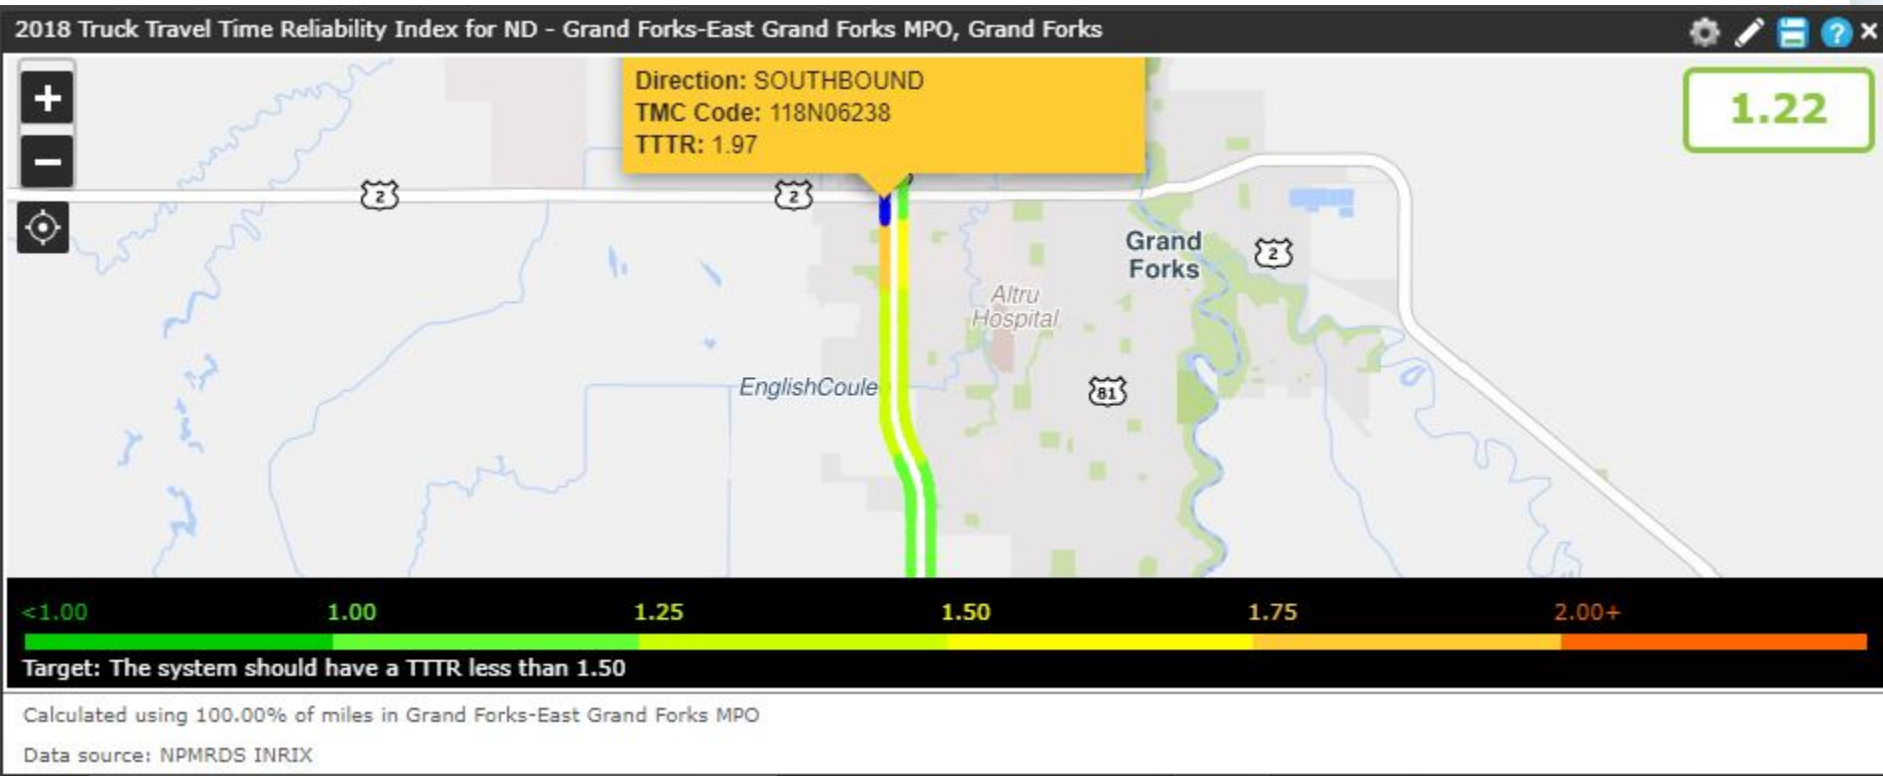 2018 Truck Travel Time Reliability Index for ND - Grand Forks-East Grand Forks MPO, Grand Forks
?
×
+
−
Direction: SOUTHBOUND
TMC Code: 118N06238
TTTR: 1.97
1.22
2
2
2
Grand
Forks
Altru
Hospital
EnglishCoule
81
<1.00
1.00
1.25
1.50
1.75
2.00+
Target: The system should have a TTTR less than 1.50
Calculated using 100.00% of miles in Grand Forks-East Grand Forks MPO
Data source: NPMRDS INRIX